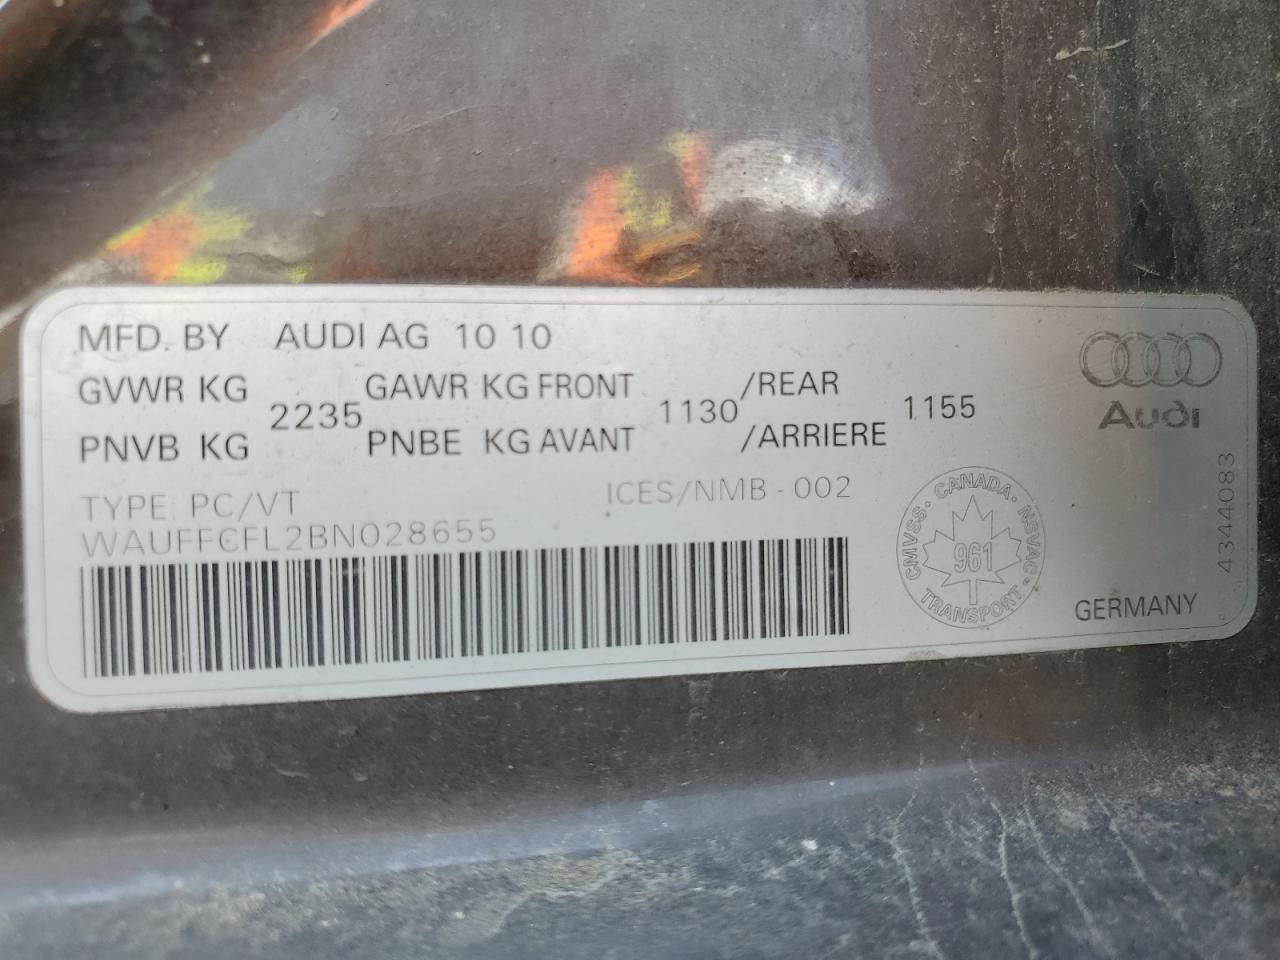 MFD. BY AUDI AG 10 10
GVWR KG 2235 GAWR KG FRONT 1130 /REAR 1155
PNVB KG PNBE KG AVANT /ARRIERE
TYPE: PC/VT ICES/NMB - 002
WAUFFCFL2BN028655
Audi
CANADA · NSVAC · TRANSPORT · CMVSS ·
961
GERMANY
4344083